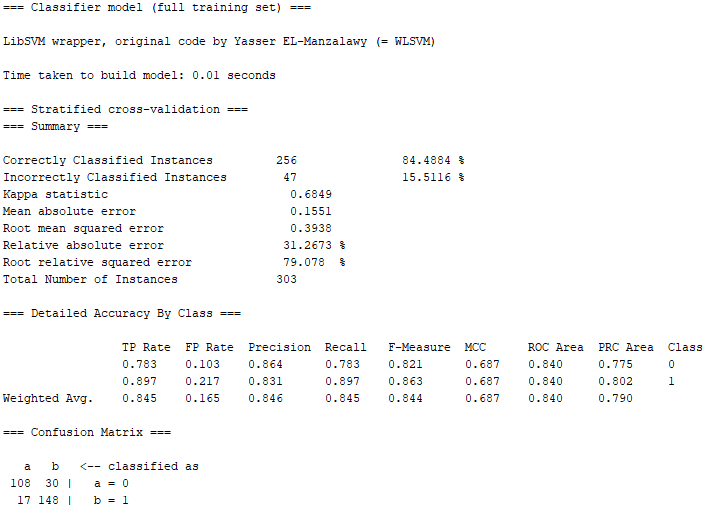 === Classifier model (full training set) ===
LibSVM wrapper, original code by Yasser EL-Manzalawy (= WLSVM)
Time taken to build model: 0.01 seconds
=== Stratified cross-validation ===
=== Summary ===
Correctly Classified Instances 256 84.4884 %
Incorrectly Classified Instances 47 15.5116 %
Kappa statistic 0.6849
Mean absolute error 0.1551
Root mean squared error 0.3938
Relative absolute error 31.2673 %
Root relative squared error 79.078 %
Total Number of Instances 303
=== Detailed Accuracy By Class ===
TP Rate FP Rate Precision Recall F-Measure MCC ROC Area PRC Area Class
0.783 0.103 0.864 0.783 0.821 0.687 0.840 0.775 0
0.897 0.217 0.831 0.897 0.863 0.687 0.840 0.802 1
Weighted Avg. 0.845 0.165 0.846 0.845 0.844 0.687 0.840 0.790
=== Confusion Matrix ===
a b <-- classified as
108 30 | a = 0
17 148 | b = 1